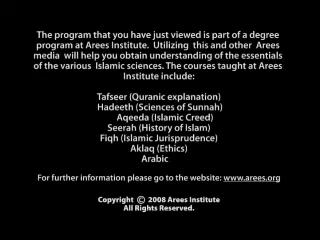 The program that you have just viewed is part of a degree
program at Arees Institute.  Utilizing  this and other  Arees
media  will help you obtain understanding of the essentials
of the various  Islamic sciences. The courses taught at Arees
Institute include:
Tafseer (Quranic explanation)
Hadeeth (Sciences of Sunnah)
Aqeeda (Islamic Creed)
Seerah (History of Islam)
Fiqh (Islamic Jurisprudence)
Aklaq (Ethics)
Arabic
For further information please go to the website: www.arees.org
Copyright © 2008 Arees Institute
All Rights Reserved.